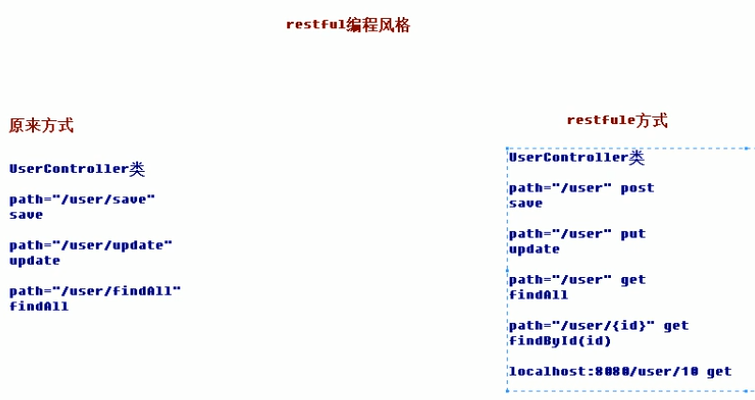 restful编程风格
原来方式
UserController类
path="/user/save"
save
path="/user/update"
update
path="/user/findAll"
findAll
restfule方式
UserController类
path="/user" post
save
path="/user" put
update
path="/user" get
findAll
path="/user/{id}" get
findById(id)
localhost:8080/user/10 get